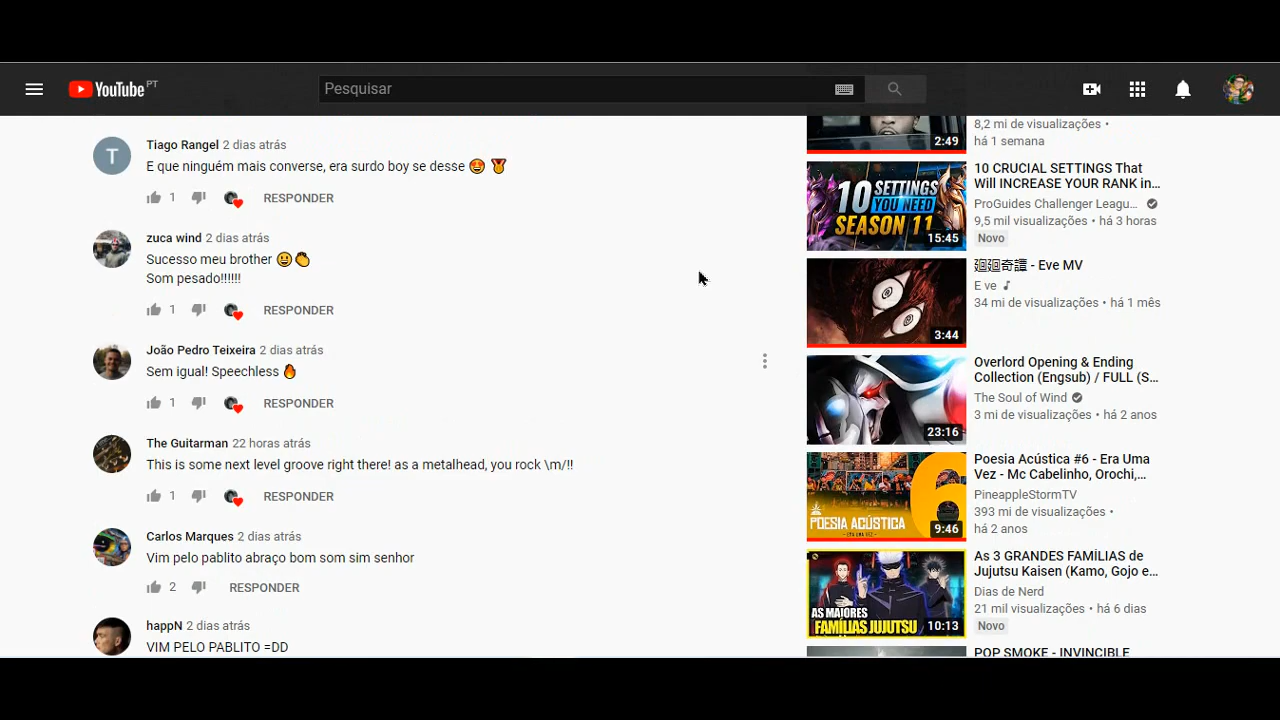 YouTube PT
Pesquisar
Tiago Rangel 2 dias atrás
E que ninguém mais converse, era surdo boy se desse 🤩 🏅
1 RESPONDER
zuca wind 2 dias atrás
Sucesso meu brother 😃👏
Som pesado!!!!!!
1 RESPONDER
João Pedro Teixeira 2 dias atrás
Sem igual! Speechless 🔥
1 RESPONDER
The Guitarman 22 horas atrás
This is some next level groove right there! as a metalhead, you rock \m/!!
1 RESPONDER
Carlos Marques 2 dias atrás
Vim pelo pablito abraço bom som sim senhor
2 RESPONDER
happN 2 dias atrás
VIM PELO PABLITO =DD
2:49
8,2 mi de visualizações •
há 1 semana
10 SETTINGS
YOU NEED
SEASON 11
15:45
10 CRUCIAL SETTINGS That
Will INCREASE YOUR RANK in...
ProGuides Challenger Leagu...
9,5 mil visualizações • há 3 horas
Novo
3:44
廻廻奇譚 - Eve MV
E ve ♪
34 mi de visualizações • há 1 mês
23:16
Overlord Opening & Ending
Collection (Engsub) / FULL (S...
The Soul of Wind
3 mi de visualizações • há 2 anos
6
POESIA ACÚSTICA
- ERA UMA VEZ -
9:46
Poesia Acústica #6 - Era Uma
Vez - Mc Cabelinho, Orochi,...
PineappleStormTV
393 mi de visualizações •
há 2 anos
AS MAIORES
FAMÍLIAS JUJUTSU
10:13
As 3 GRANDES FAMÍLIAS de
Jujutsu Kaisen (Kamo, Gojo e...
Dias de Nerd
21 mil visualizações • há 6 dias
Novo
POP SMOKE - INVINCIBLE